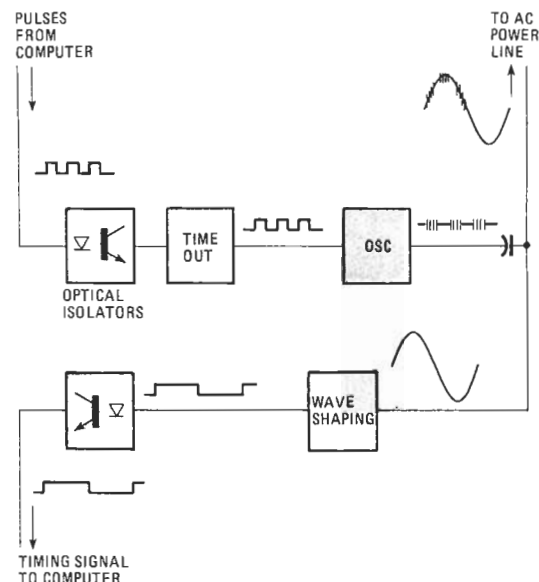 PULSES
FROM
COMPUTER
TO AC
POWER
LINE
TIME
OUT
OSC
OPTICAL
ISOLATORS
WAVE
SHAPING
TIMING SIGNAL
TO COMPUTER